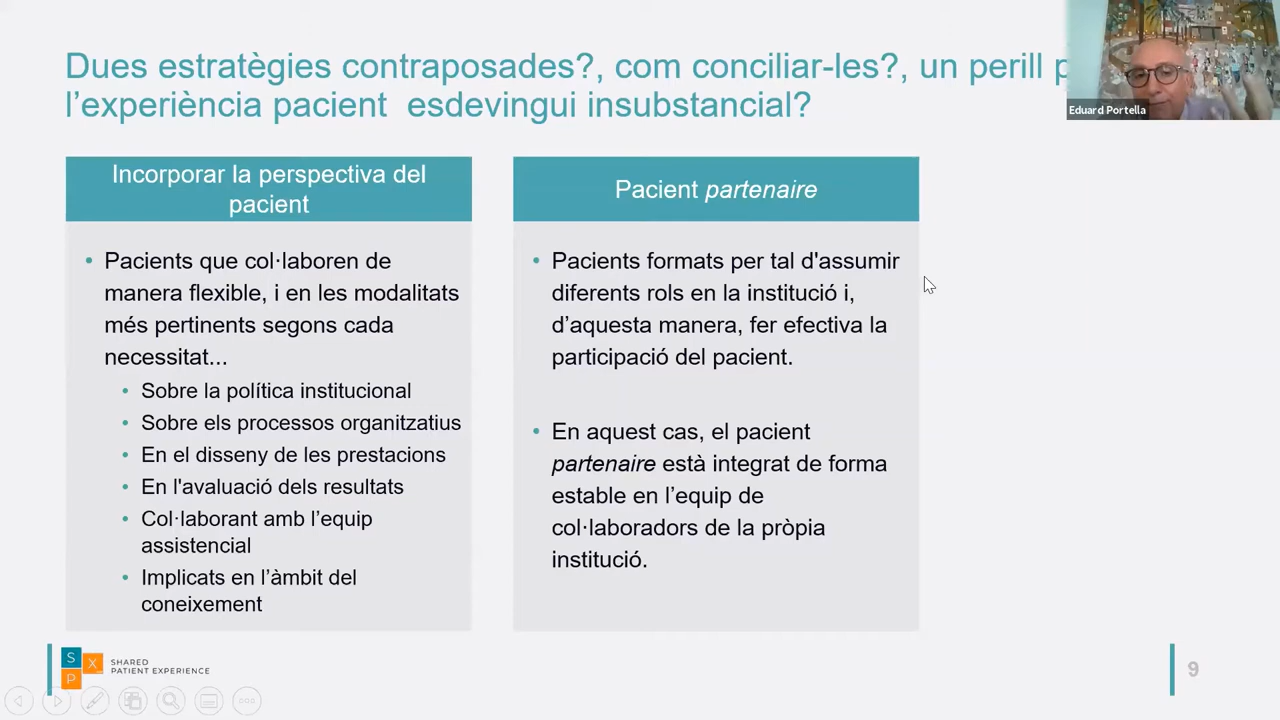 Dues estratègies contraposades?, com conciliar-les?, un perill
l’experiència pacient esdevingui insubstancial?
Eduard Portella
Incorporar la perspectiva del
pacient
• Pacients que col·laboren de
manera flexible, i en les modalitats
més pertinents segons cada
necessitat...
• Sobre la política institucional
• Sobre els processos organitzatius
• En el disseny de les prestacions
• En l'avaluació dels resultats
• Col·laborant amb l’equip
assistencial
• Implicats en l’àmbit del
coneixement
Pacient partenaire
• Pacients formats per tal d'assumir
diferents rols en la institució i,
d’aquesta manera, fer efectiva la
participació del pacient.
• En aquest cas, el pacient
partenaire està integrat de forma
estable en l’equip de
col·laboradors de la pròpia
institució.
S X P
SHARED
PATIENT EXPERIENCE
9